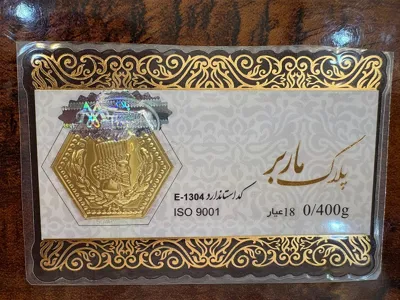 پلاک ماربر
کد استاندارد E-1304
ISO 9001
18 عیار 0/400g